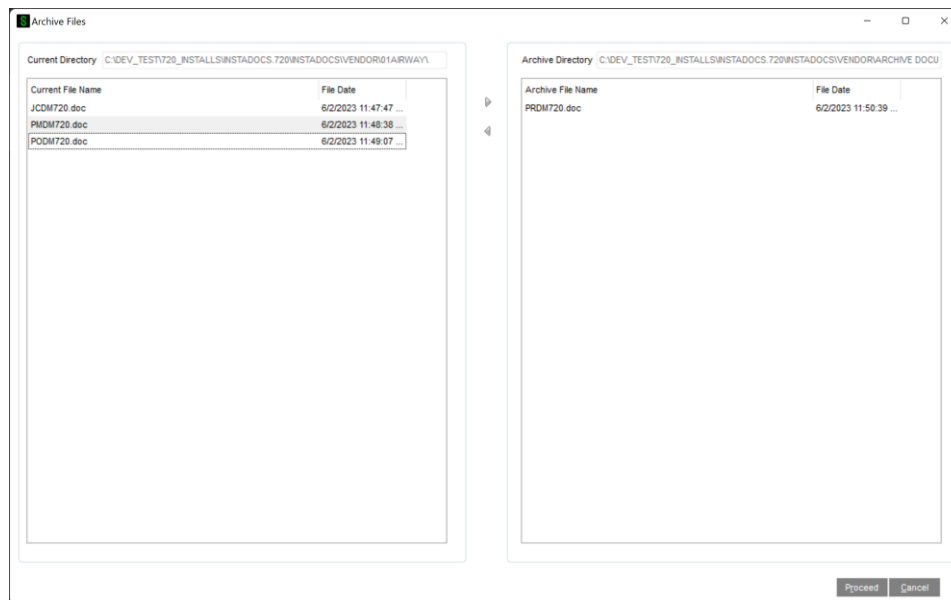 Archive Files
Current Directory C:\DEV_TEST\720_INSTALLS\INSTADOCS.720\INSTADOCS\VENDOR\01AIRWAY\
Archive Directory C:\DEV_TEST\720_INSTALLS\INSTADOCS.720\INSTADOCS\VENDOR\ARCHIVE DOCU
Current File Name File Date
JCDM720.doc 6/2/2023 11:47:47 ...
PMDM720.doc 6/2/2023 11:48:38 ...
PODM720.doc 6/2/2023 11:49:07 ...
Archive File Name File Date
PRDM720.doc 6/2/2023 11:50:39 ...
Proceed Cancel